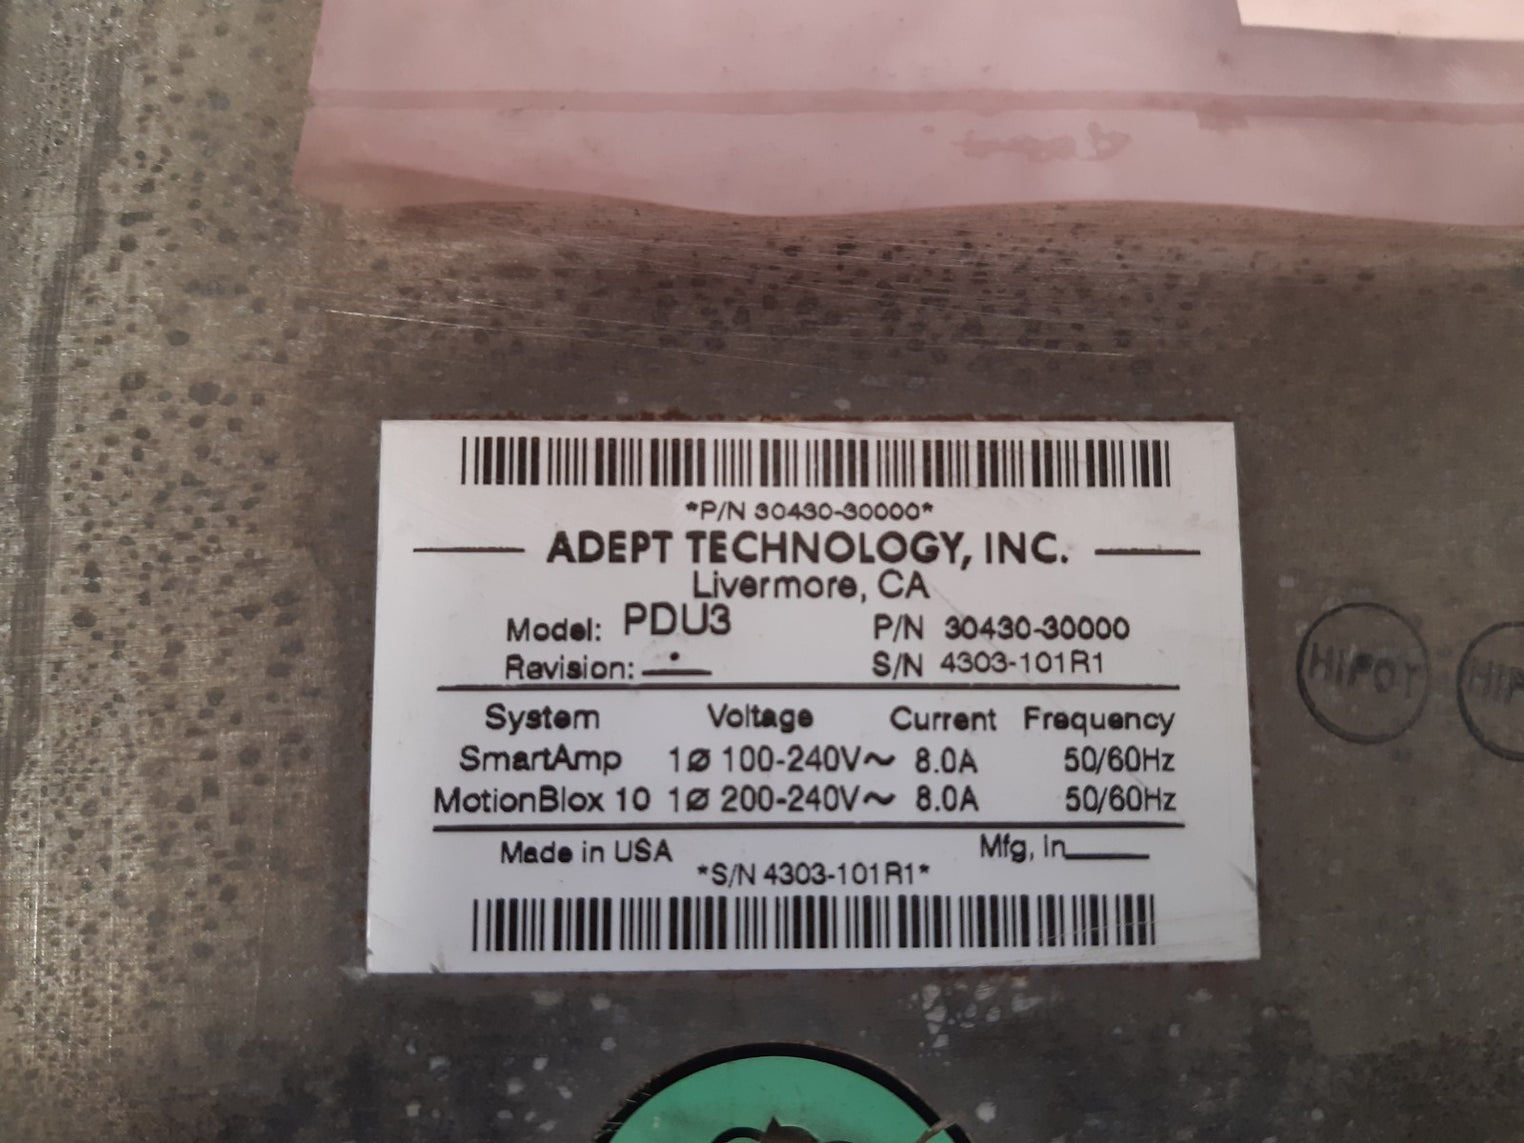 *P/N 30430-30000*
ADEPT TECHNOLOGY, INC.
Livermore, CA
Model: PDU3 P/N 30430-30000
Revision: S/N 4303-101R1
System Voltage Current Frequency
SmartAmp 1Ø 100-240V~ 8.0A 50/60Hz
MotionBlox 10 1Ø 200-240V~ 8.0A 50/60Hz
Made in USA Mfg, in____
*S/N 4303-101R1*
HIPOT
HIP